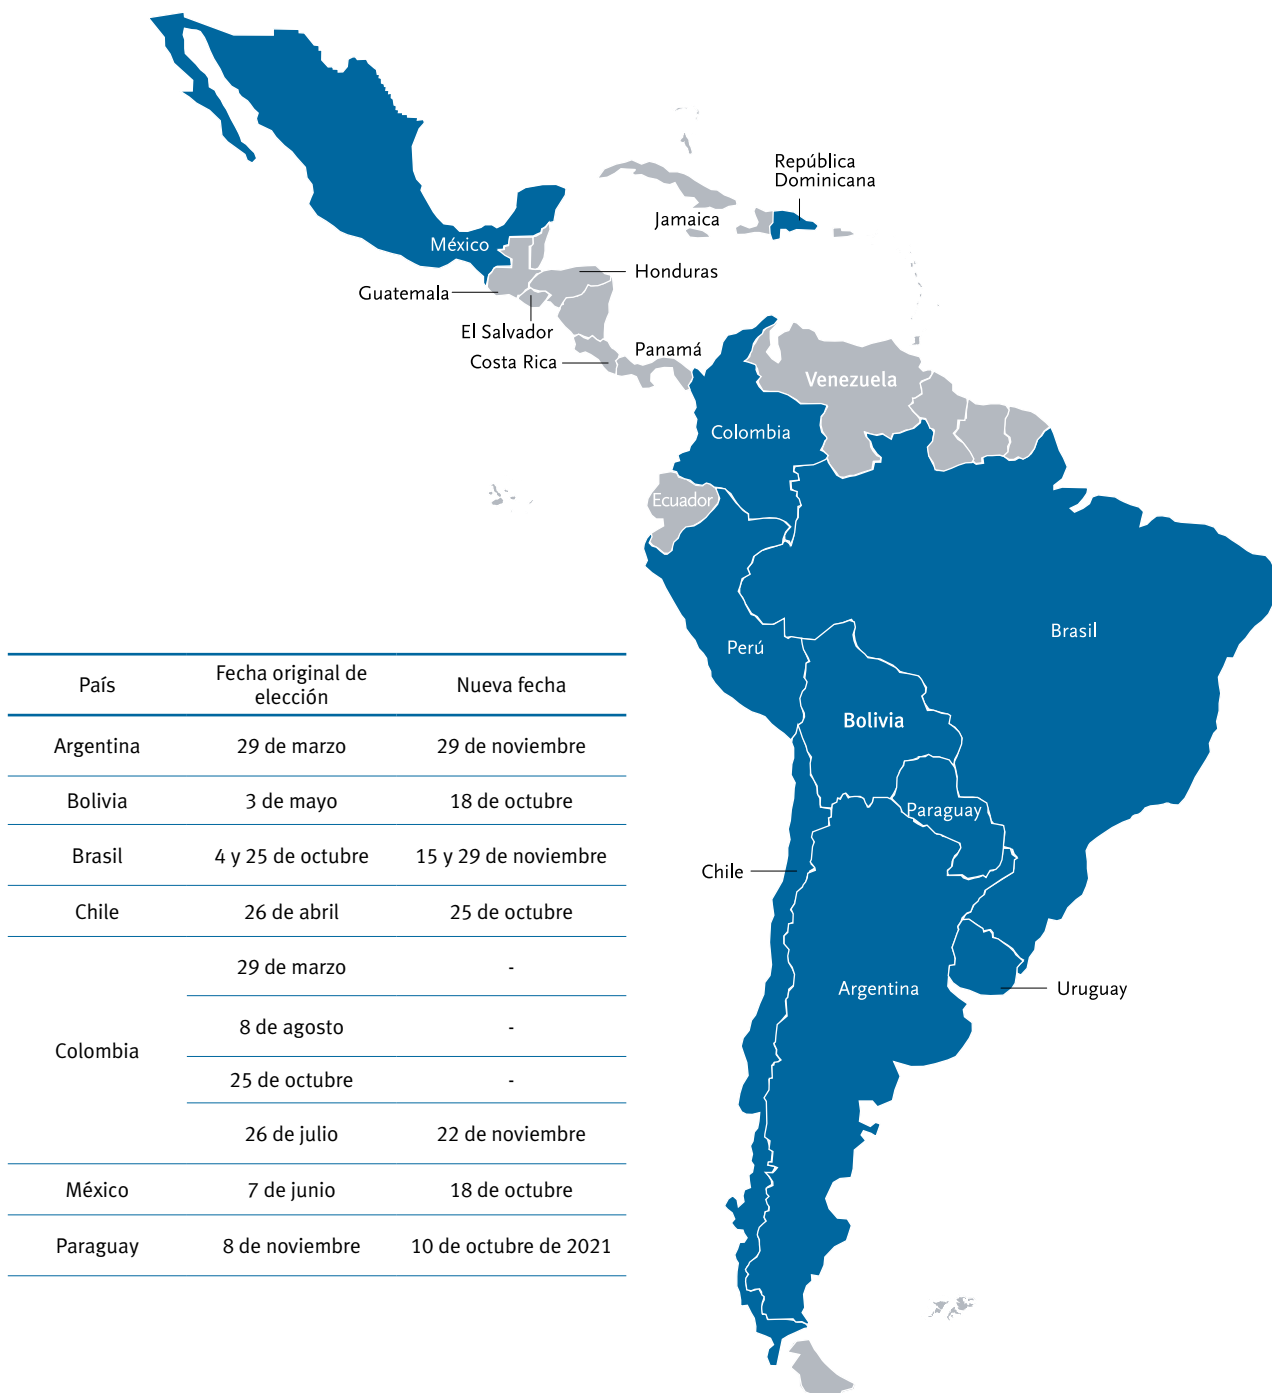 República
Dominicana
Jamaica
México
Honduras
Guatemala
El Salvador
Panamá
Costa Rica
Venezuela
Colombia
Ecuador
Brasil
Perú
Bolivia
Paraguay
Chile
Argentina
Uruguay
País Fecha original de elección Nueva fecha
Argentina 29 de marzo 29 de noviembre
Bolivia 3 de mayo 18 de octubre
Brasil 4 y 25 de octubre 15 y 29 de noviembre
Chile 26 de abril 25 de octubre
Colombia 29 de marzo -
8 de agosto -
25 de octubre -
26 de julio 22 de noviembre
México 7 de junio 18 de octubre
Paraguay 8 de noviembre 10 de octubre de 2021